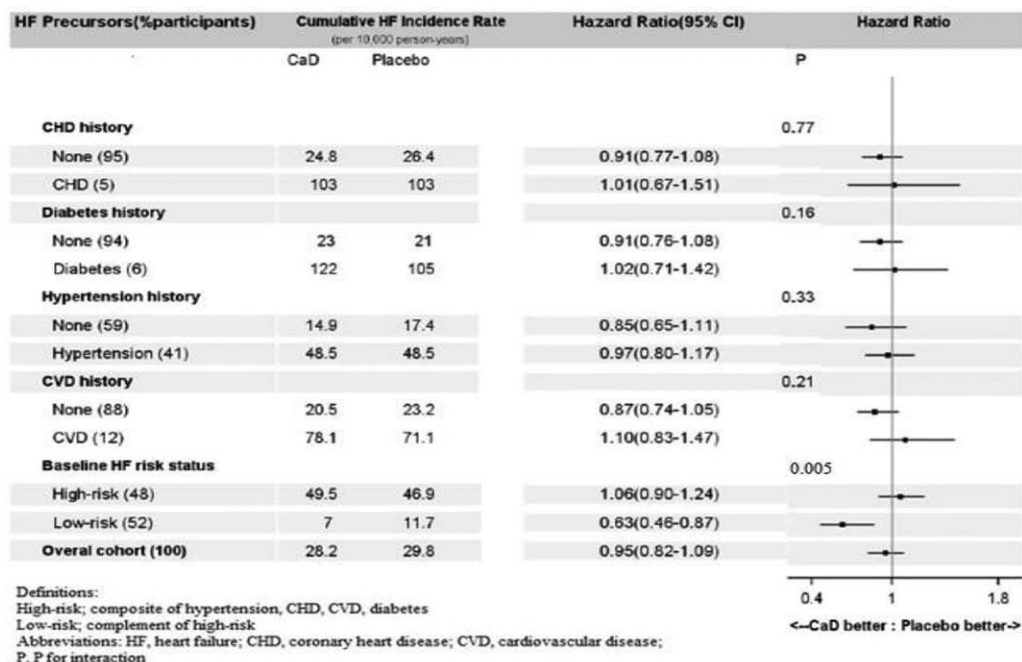 HF Precursors(%participants) Cumulative HF Incidence Rate Hazard Ratio(95% CI) Hazard Ratio
(per 10,000 person-years)
CaD Placebo P
CHD history 0.77
None (95) 24.8 26.4 0.91(0.77-1.08)
CHD (5) 103 103 1.01(0.67-1.51)
Diabetes history 0.16
None (94) 23 21 0.91(0.76-1.08)
Diabetes (6) 122 105 1.02(0.71-1.42)
Hypertension history 0.33
None (59) 14.9 17.4 0.85(0.65-1.11)
Hypertension (41) 48.5 48.5 0.97(0.80-1.17)
CVD history 0.21
None (88) 20.5 23.2 0.87(0.74-1.05)
CVD (12) 78.1 71.1 1.10(0.83-1.47)
Baseline HF risk status 0.005
High-risk (48) 49.5 46.9 1.06(0.90-1.24)
Low-risk (52) 7 11.7 0.63(0.46-0.87)
Overal cohort (100) 28.2 29.8 0.95(0.82-1.09)
0.4 1 1.8
<--CaD better : Placebo better->
Definitions:
High-risk; composite of hypertension, CHD, CVD, diabetes
Low-risk; complement of high-risk
Abbreviations: HF, heart failure; CHD, coronary heart disease; CVD, cardiovascular disease;
P, P for interaction